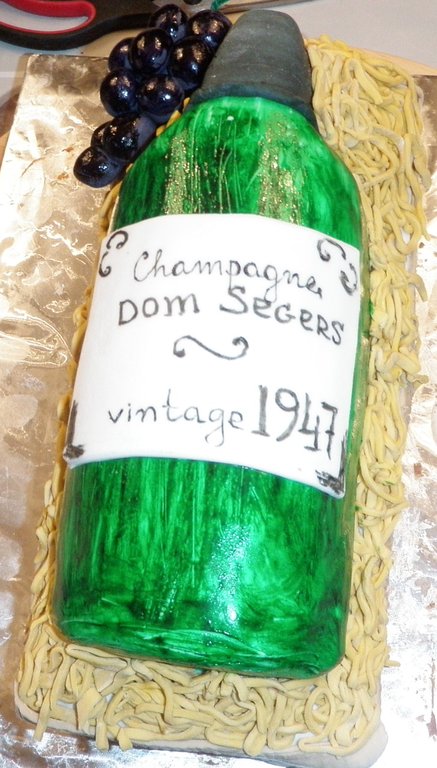 Champagne
DOM SEGERS
vintage 1947